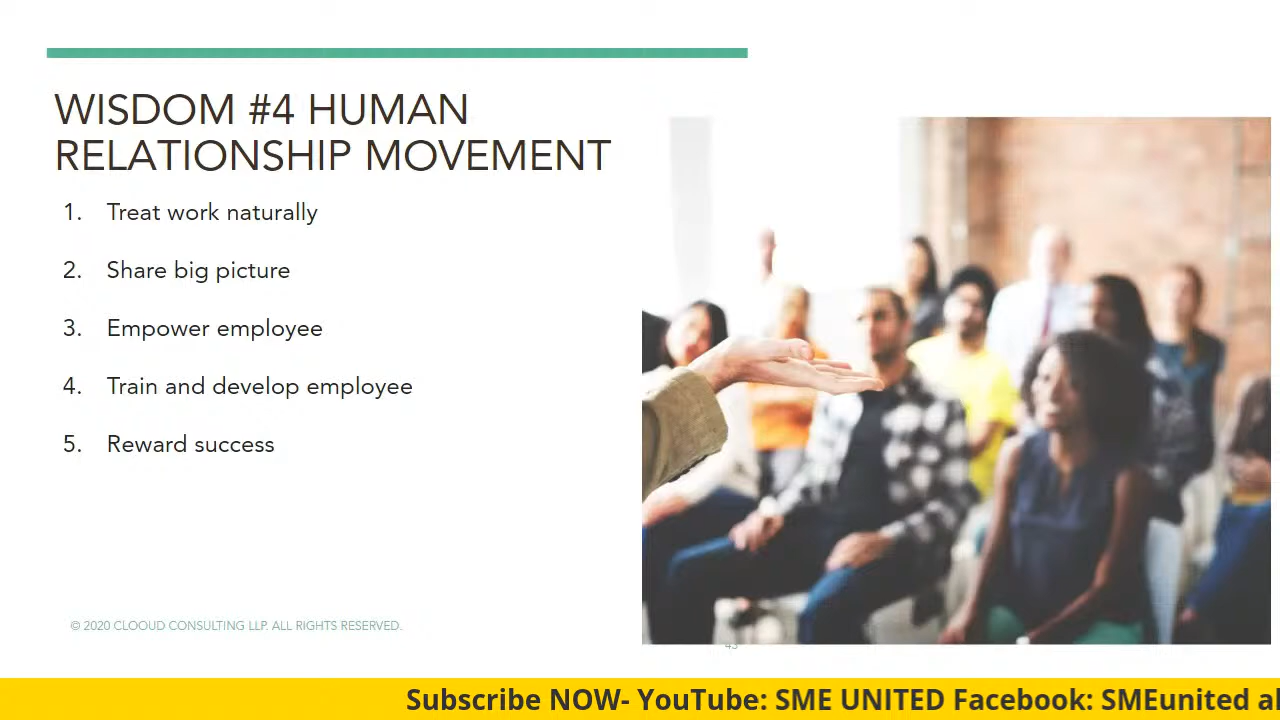 WISDOM #4 HUMAN
RELATIONSHIP MOVEMENT
1. Treat work naturally
2. Share big picture
3. Empower employee
4. Train and develop employee
5. Reward success
© 2020 CLOOUD CONSULTING LLP. ALL RIGHTS RESERVED.
Subscribe NOW- YouTube: SME UNITED Facebook: SMEunited